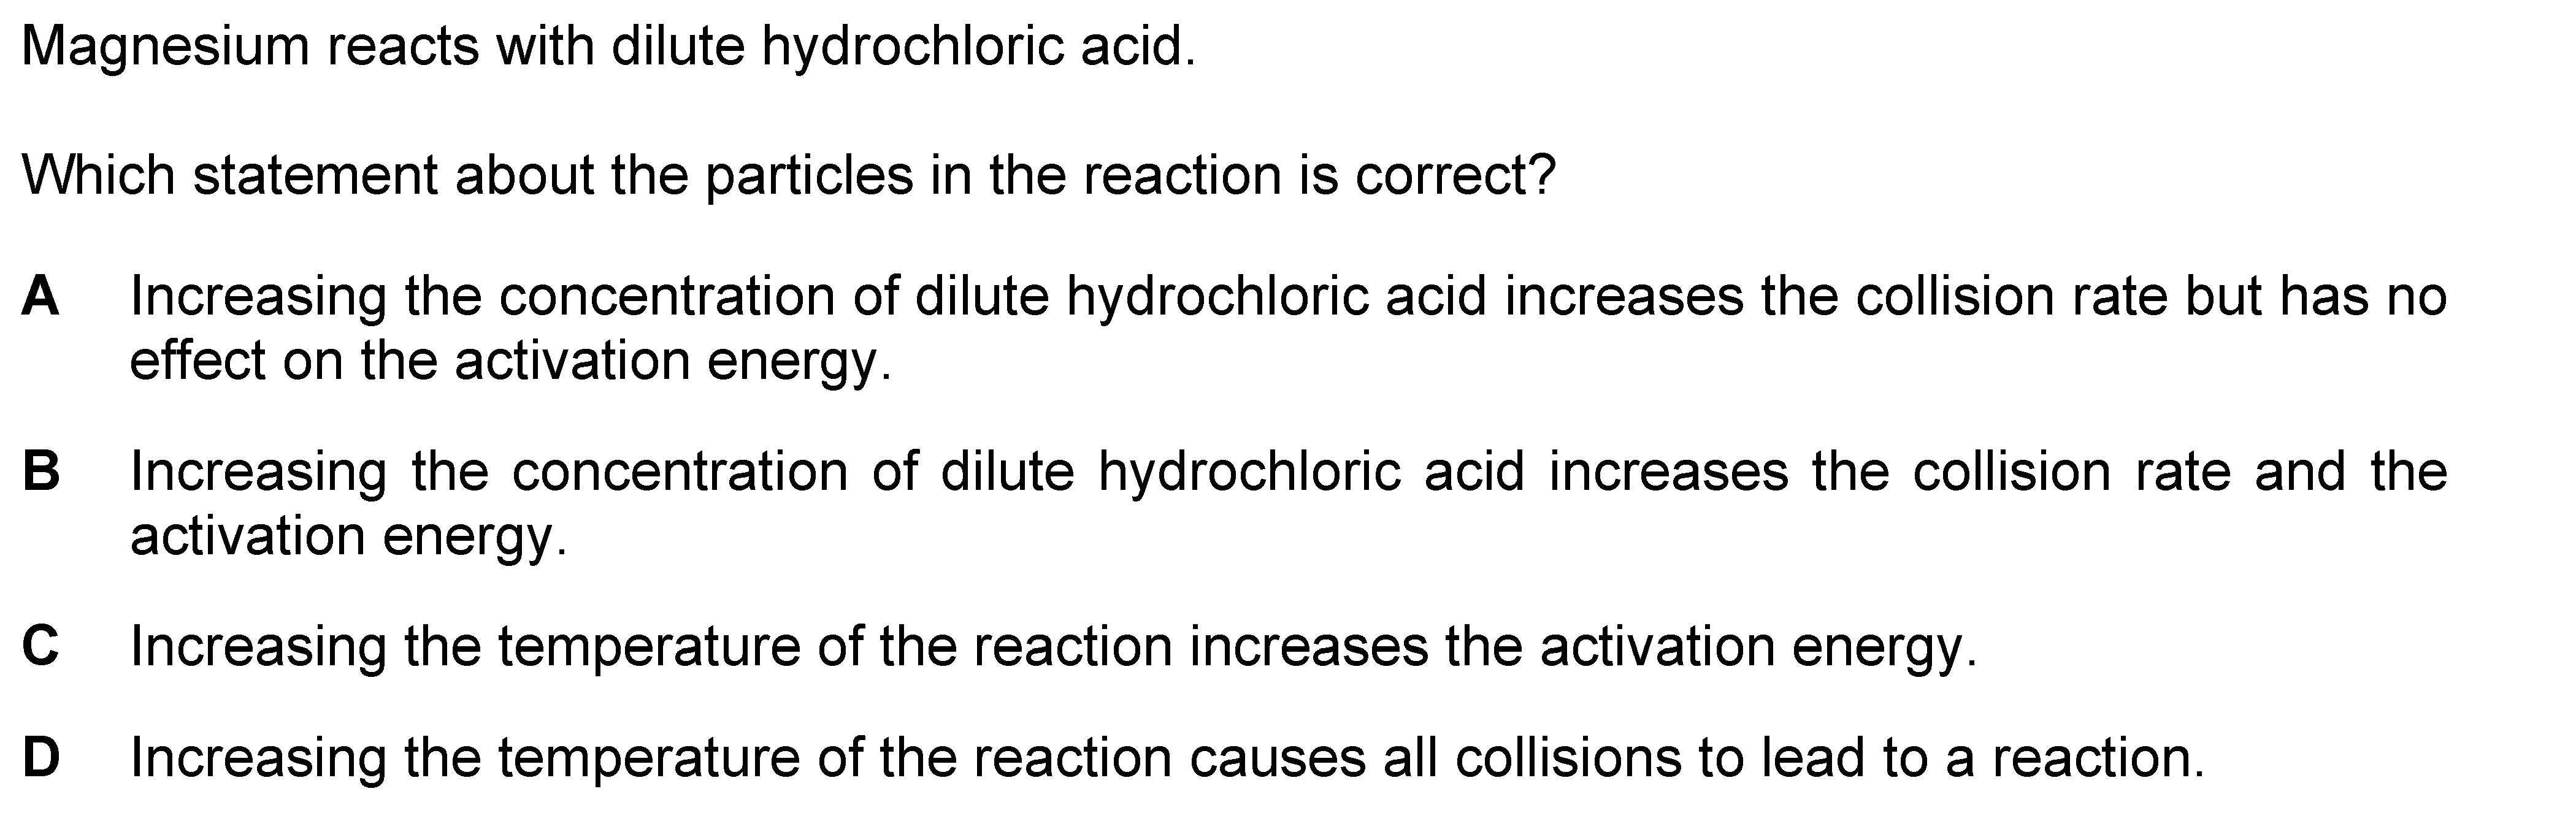 Magnesium reacts with dilute hydrochloric acid.
Which statement about the particles in the reaction is correct?
A Increasing the concentration of dilute hydrochloric acid increases the collision rate but has no
effect on the activation energy.
B Increasing the concentration of dilute hydrochloric acid increases the collision rate and the
activation energy.
C Increasing the temperature of the reaction increases the activation energy.
D Increasing the temperature of the reaction causes all collisions to lead to a reaction.